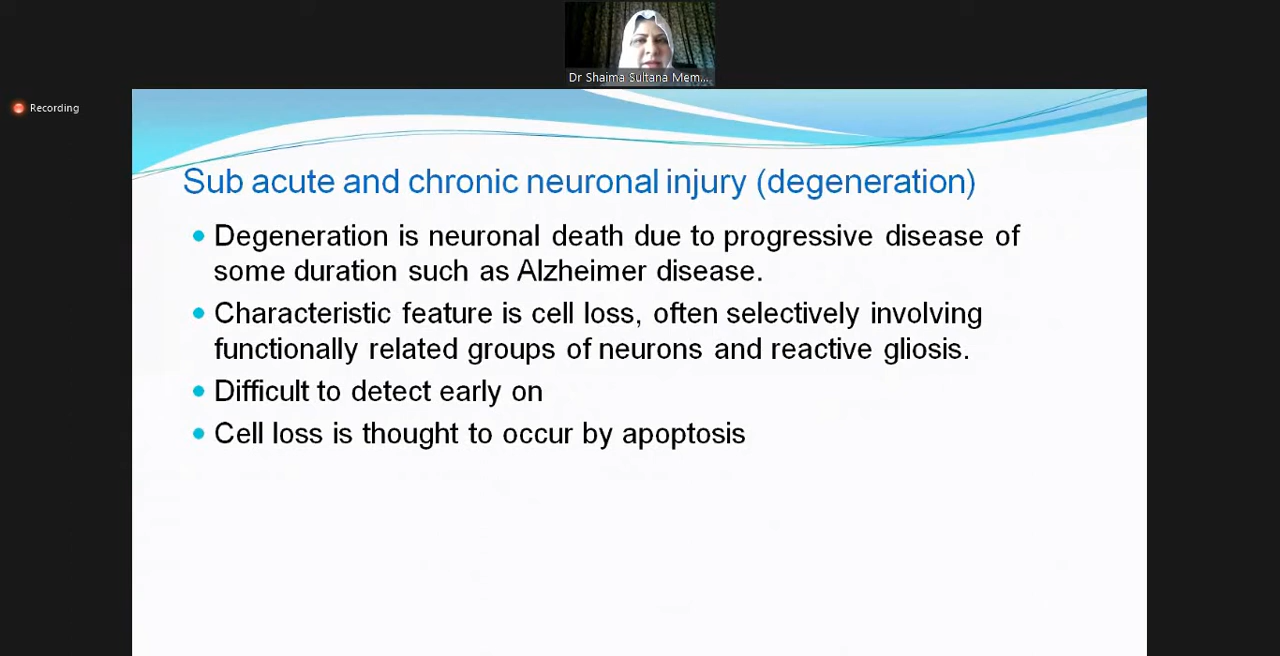 Dr Shaima Sultana Mem...
Recording
Sub acute and chronic neuronal injury (degeneration)
Degeneration is neuronal death due to progressive disease of
some duration such as Alzheimer disease.
Characteristic feature is cell loss, often selectively involving
functionally related groups of neurons and reactive gliosis.
Difficult to detect early on
Cell loss is thought to occur by apoptosis